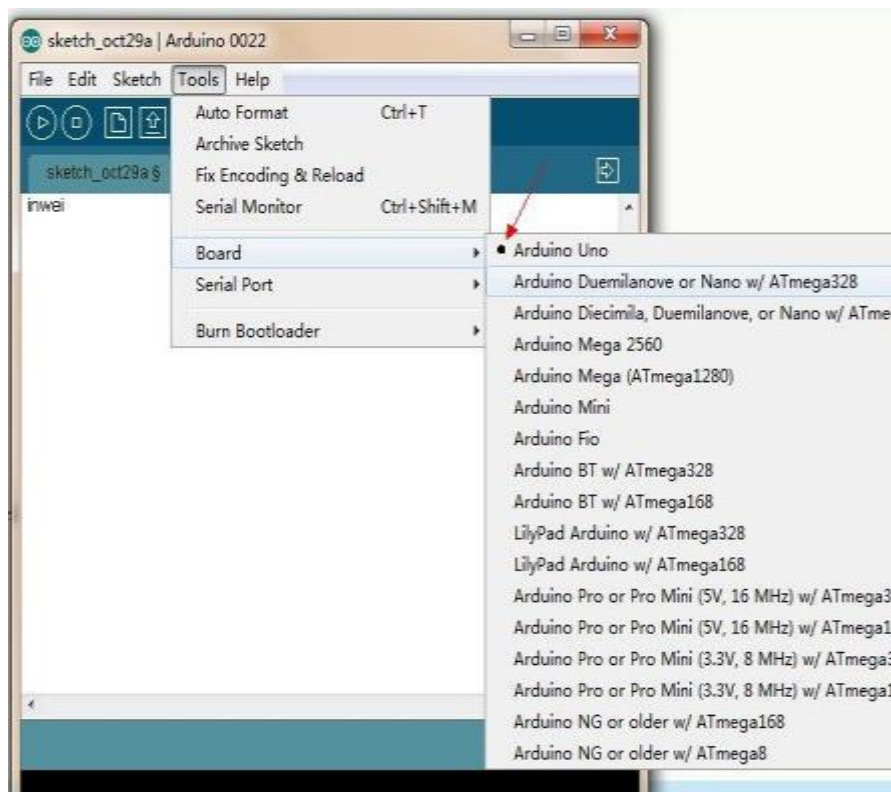 sketch_oct29a | Arduino 0022
File Edit Sketch Tools Help
sketch_oct29a §
inwei
Auto Format Ctrl+T
Archive Sketch
Fix Encoding & Reload
Serial Monitor Ctrl+Shift+M
Board
Serial Port
Burn Bootloader
Arduino Uno
Arduino Duemilanove or Nano w/ ATmega328
Arduino Diecimila, Duemilanove, or Nano w/ ATme
Arduino Mega 2560
Arduino Mega (ATmega1280)
Arduino Mini
Arduino Fio
Arduino BT w/ ATmega328
Arduino BT w/ ATmega168
LilyPad Arduino w/ ATmega328
LilyPad Arduino w/ ATmega168
Arduino Pro or Pro Mini (5V, 16 MHz) w/ ATmega3
Arduino Pro or Pro Mini (5V, 16 MHz) w/ ATmega1
Arduino Pro or Pro Mini (3.3V, 8 MHz) w/ ATmega3
Arduino Pro or Pro Mini (3.3V, 8 MHz) w/ ATmega1
Arduino NG or older w/ ATmega168
Arduino NG or older w/ ATmega8